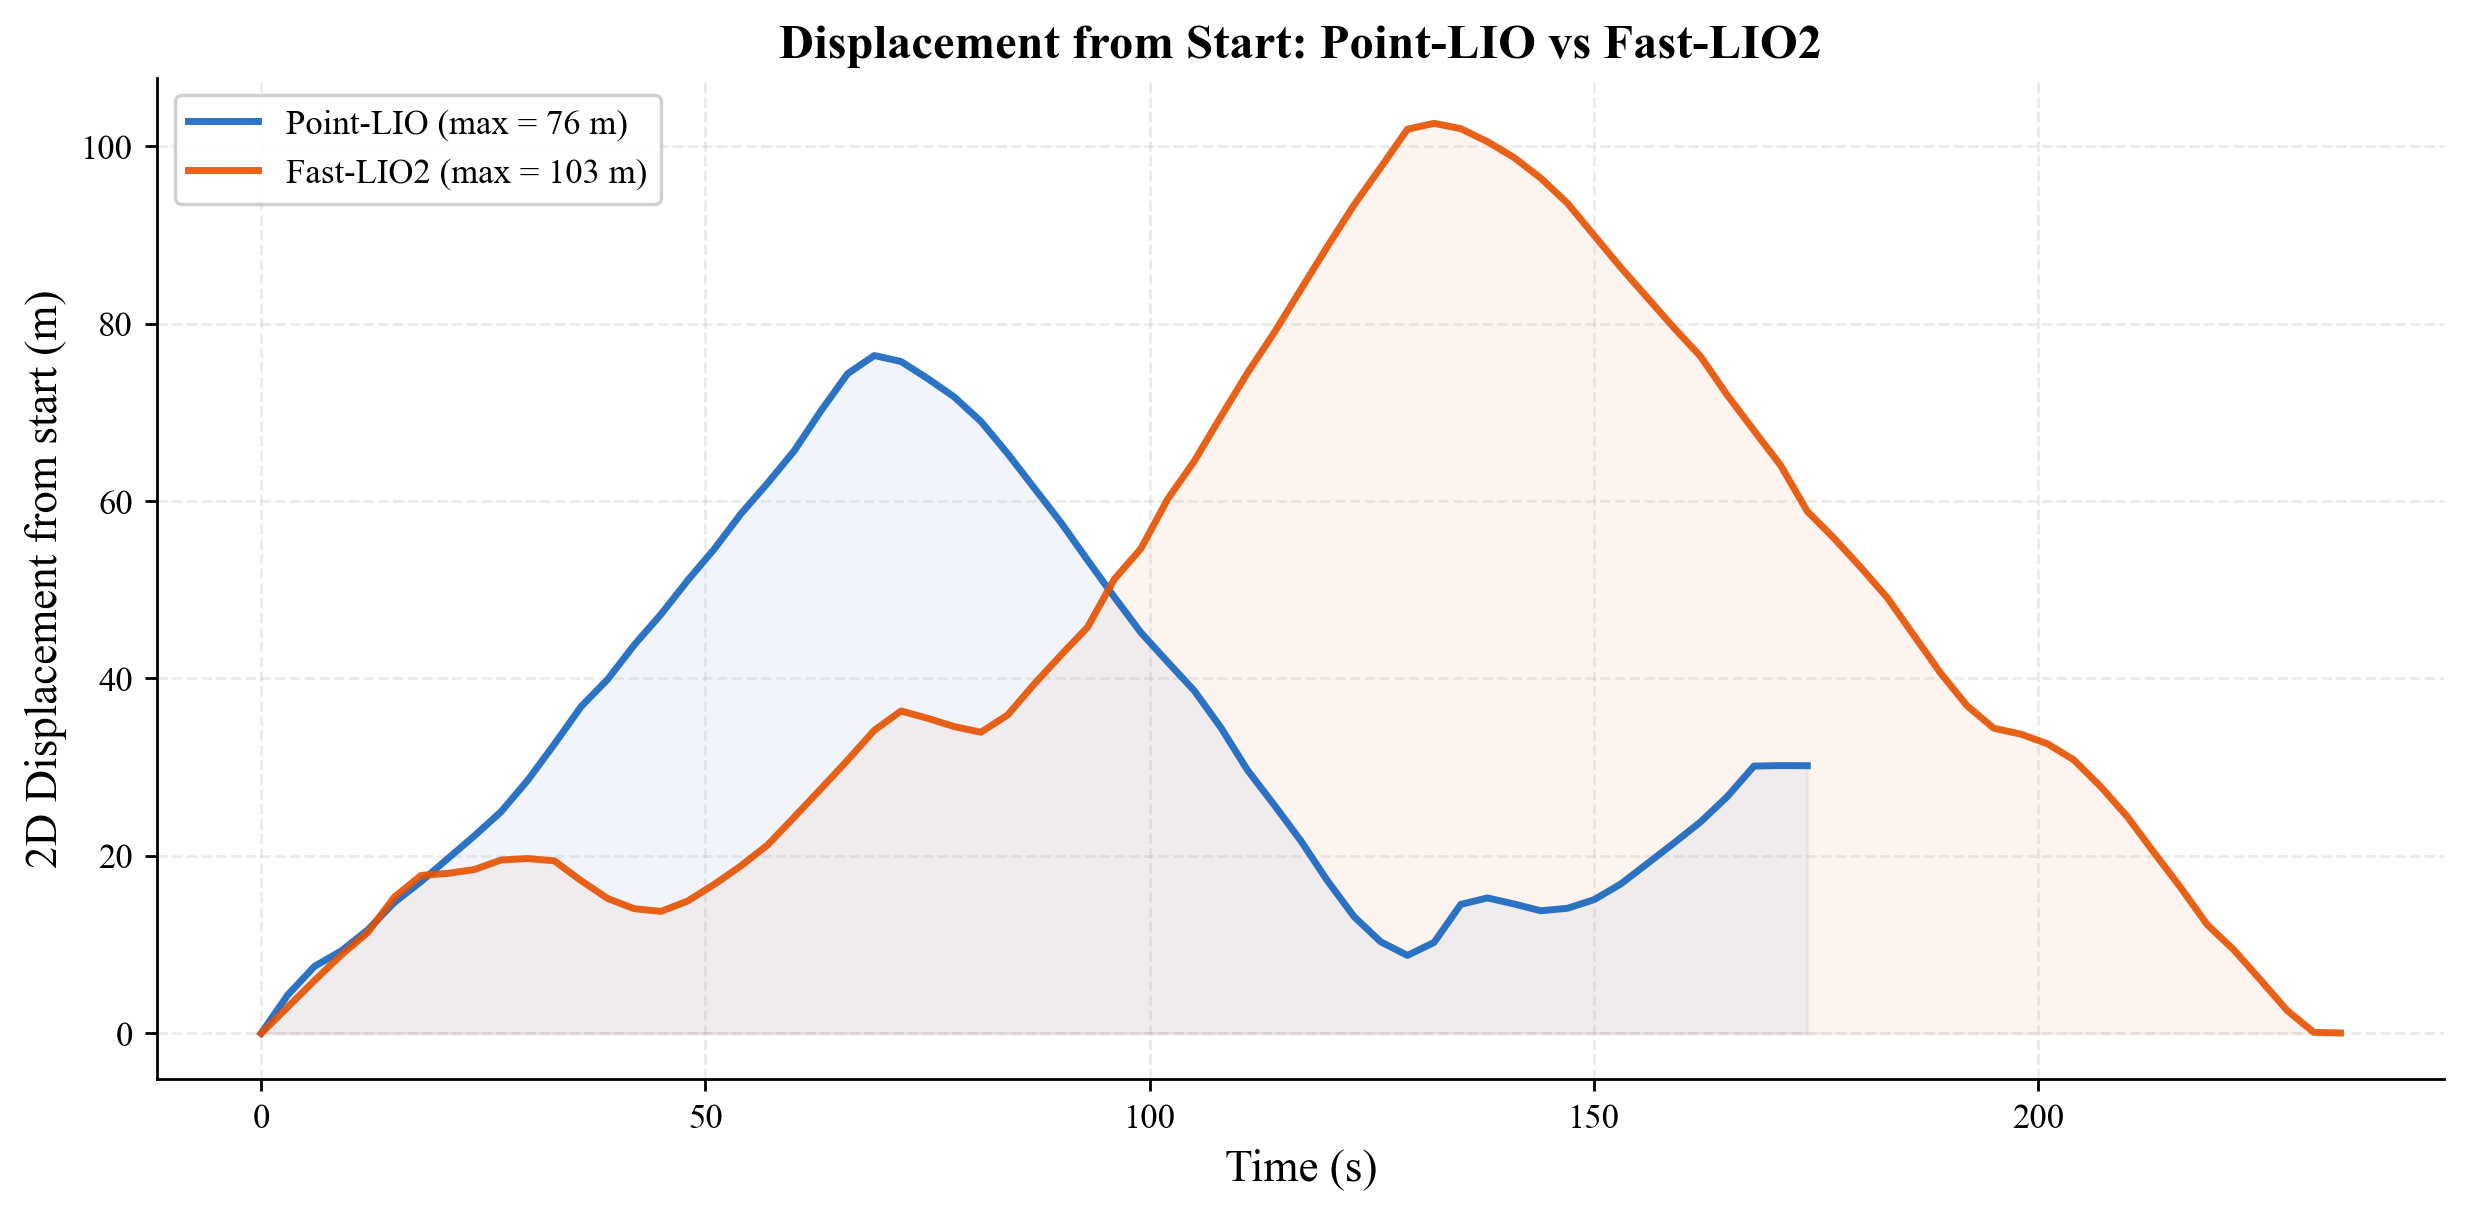 Displacement from Start: Point-LIO vs Fast-LIO2
Point-LIO (max = 76 m)
Fast-LIO2 (max = 103 m)
2D Displacement from start (m)
100
80
60
40
20
0
0 50 100 150 200
Time (s)